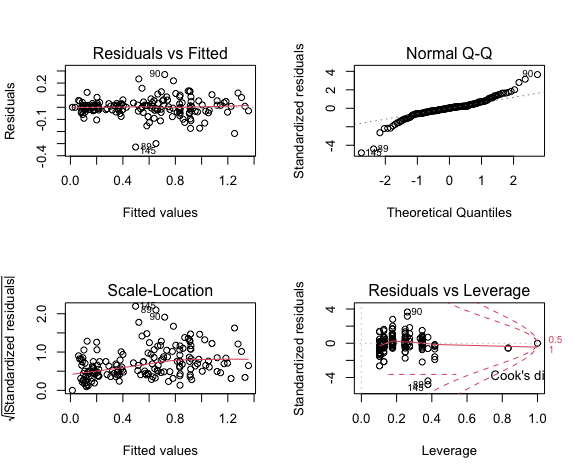 Residuals vs Fitted
Residuals
0.2
-0.1
-0.4
90
89
145
0.0 0.4 0.8 1.2
Fitted values
Normal Q-Q
Standardized residuals
4
2
0
-4
90
89
145
-2 -1 0 1 2
Theoretical Quantiles
Scale-Location
√|Standardized residuals|
2.0
1.0
0.0
145
89
90
0.0 0.4 0.8 1.2
Fitted values
Residuals vs Leverage
Standardized residuals
4
0
-4
90
0.5
1
Cook's di
89
145
0.0 0.2 0.4 0.6 0.8 1.0
Leverage